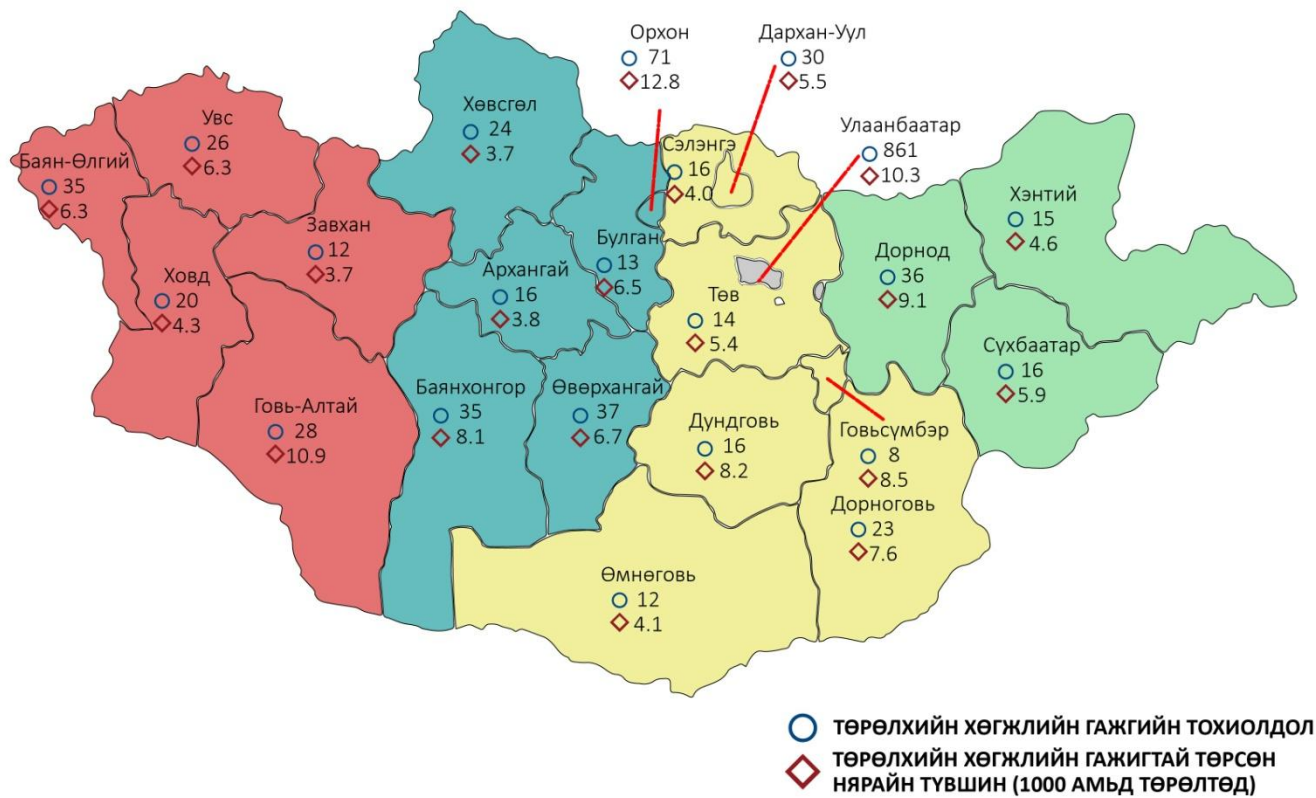 Орхон
71
12.8
Дархан-Уул
30
5.5
Улаанбаатар
861
10.3
Хөвсгөл
24
3.7
Увс
26
6.3
Баян-Өлгий
35
6.3
Сэлэнгэ
16
4.0
Хэнтий
15
4.6
Завхан
12
3.7
Булган
13
6.5
Дорнод
36
9.1
Ховд
20
4.3
Архангай
16
3.8
Төв
14
5.4
Сүхбаатар
16
5.9
Говь-Алтай
28
10.9
Баянхонгор
35
8.1
Өвөрхангай
37
6.7
Дундговь
16
8.2
Говьсүмбэр
8
8.5
Дорноговь
23
7.6
Өмнөговь
12
4.1
ТӨРӨЛХИЙН ХӨГЖЛИЙН ГАЖГИЙН ТОХИОЛДОЛ
ТӨРӨЛХИЙН ХӨГЖЛИЙН ГАЖИГТАЙ ТӨРСӨН
НЯРАЙН ТҮВШИН (1000 АМЬД ТӨРӨЛТӨД)